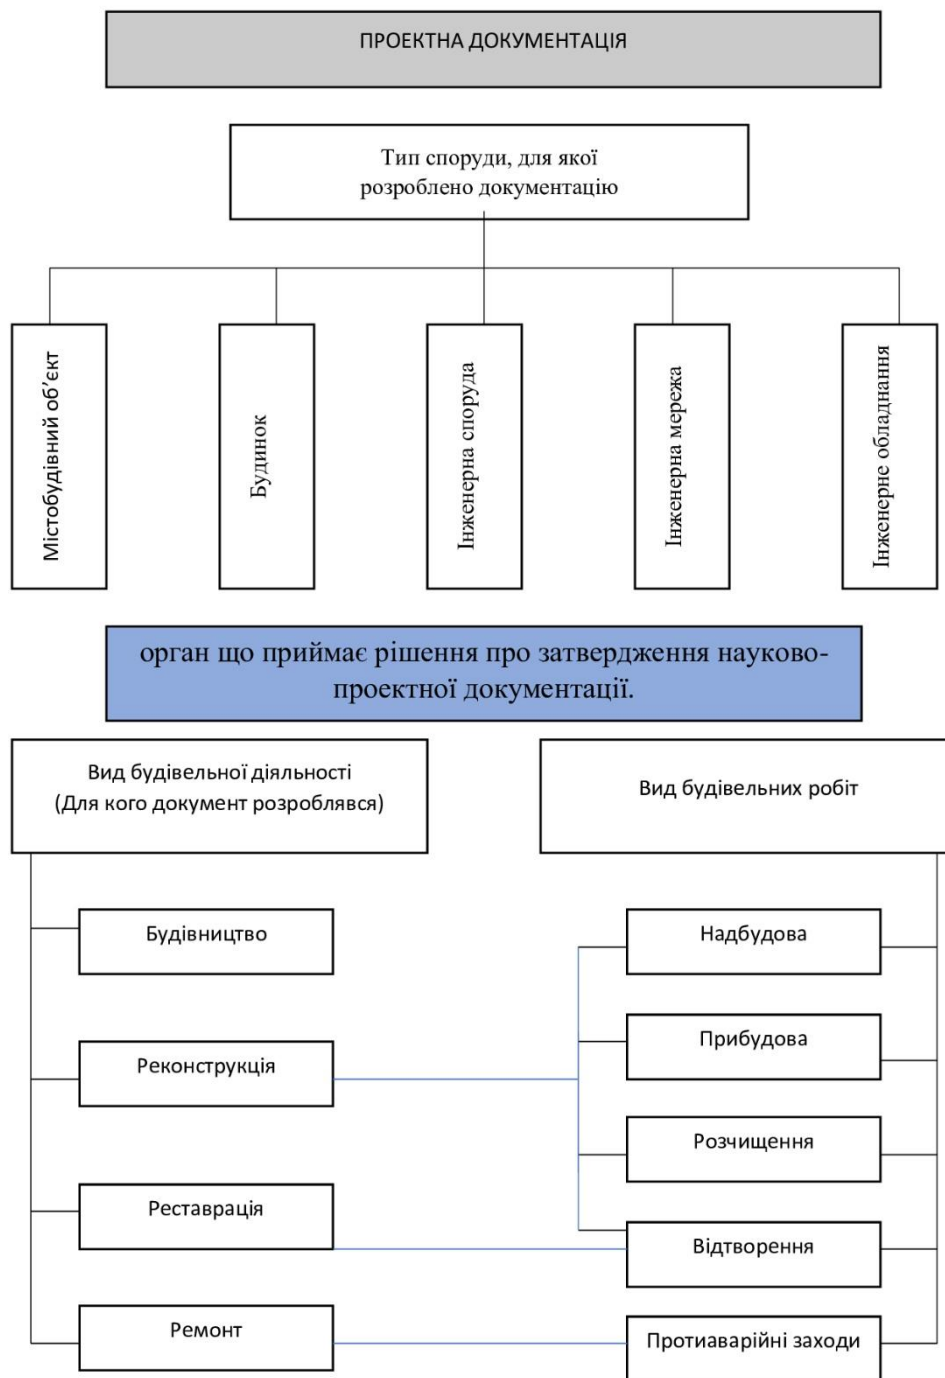 ПРОЕКТНА ДОКУМЕНТАЦІЯ
Тип споруди, для якої
розроблено документацію
Містобудівний об’єкт
Будинок
Інженерна споруда
Інженерна мережа
Інженерне обладнання
орган що приймає рішення про затвердження науково-
проектної документації.
Вид будівельної діяльності
(Для кого документ розроблявся)
Вид будівельних робіт
Будівництво
Надбудова
Реконструкція
Прибудова
Розчищення
Реставрація
Відтворення
Ремонт
Протиаварійні заходи